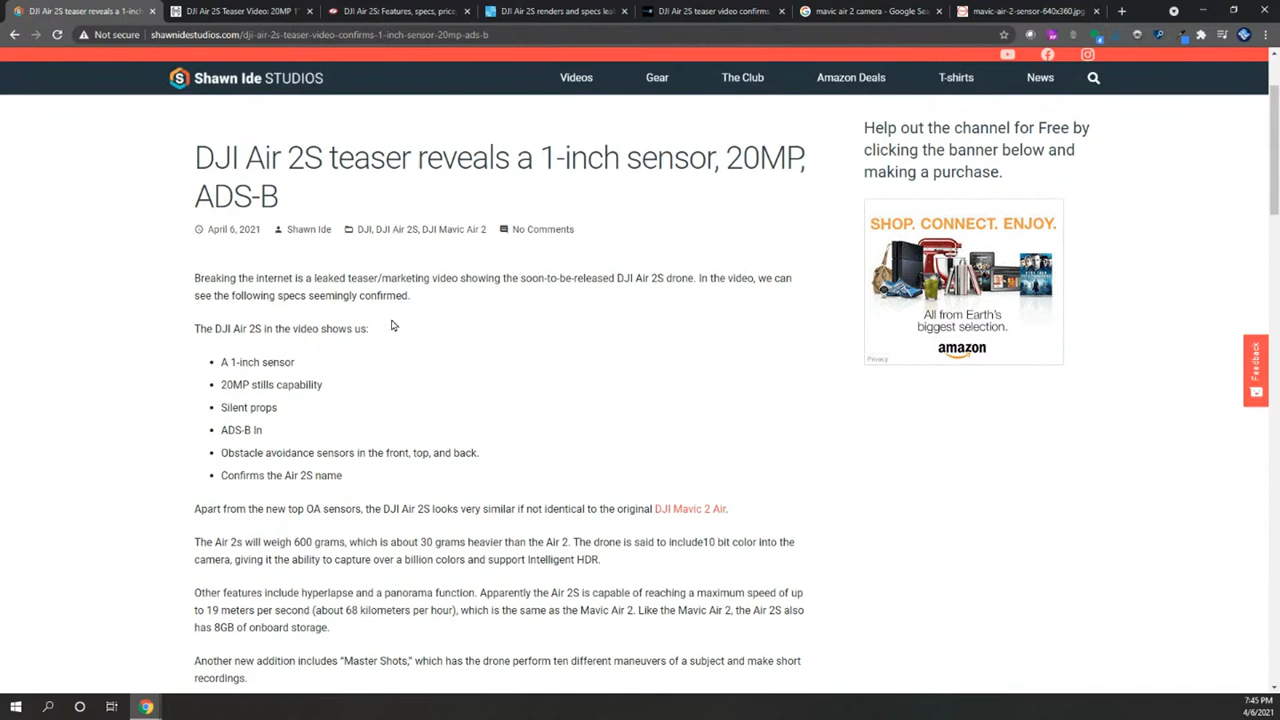 DJI Air 2S teaser reveals a 1-inch
DJI Air 2S Teaser Video: 20MP 1"
DJI Air 2S: Features, specs, price,
DJI Air 2S renders and specs lea
DJI Air 2S teaser video confirms
mavic air 2 camera - Google Sea
mavic-air-2-sensor-640x360.jpg
Not secure
shawnidestudios.com/dji-air-2s-teaser-video-confirms-1-inch-sensor-20mp-ads-b
Shawn Ide STUDIOS
Videos
Gear
The Club
Amazon Deals
T-shirts
News
DJI Air 2S teaser reveals a 1-inch sensor, 20MP,
ADS-B
April 6, 2021
Shawn Ide
DJI, DJI Air 2S, DJI Mavic Air 2
No Comments
Breaking the internet is a leaked teaser/marketing video showing the soon-to-be-released DJI Air 2S drone. In the video, we can
see the following specs seemingly confirmed.
The DJI Air 2S in the video shows us:
• A 1-inch sensor
• 20MP stills capability
• Silent props
• ADS-B In
• Obstacle avoidance sensors in the front, top, and back.
• Confirms the Air 2S name
Apart from the new top OA sensors, the DJI Air 2S looks very similar if not identical to the original DJI Mavic 2 Air.
The Air 2s will weigh 600 grams, which is about 30 grams heavier than the Air 2. The drone is said to include10 bit color into the
camera, giving it the ability to capture over a billion colors and support Intelligent HDR.
Other features include hyperlapse and a panorama function. Apparently the Air 2S is capable of reaching a maximum speed of up
to 19 meters per second (about 68 kilometers per hour), which is the same as the Mavic Air 2. Like the Mavic Air 2, the Air 2S also
has 8GB of onboard storage.
Another new addition includes “Master Shots,” which has the drone perform ten different maneuvers of a subject and make short
recordings.
Help out the channel for Free by
clicking the banner below and
making a purchase.
SHOP. CONNECT. ENJOY.
All from Earth's
biggest selection.
amazon
Privacy
Feedback
7:45 PM
4/6/2021